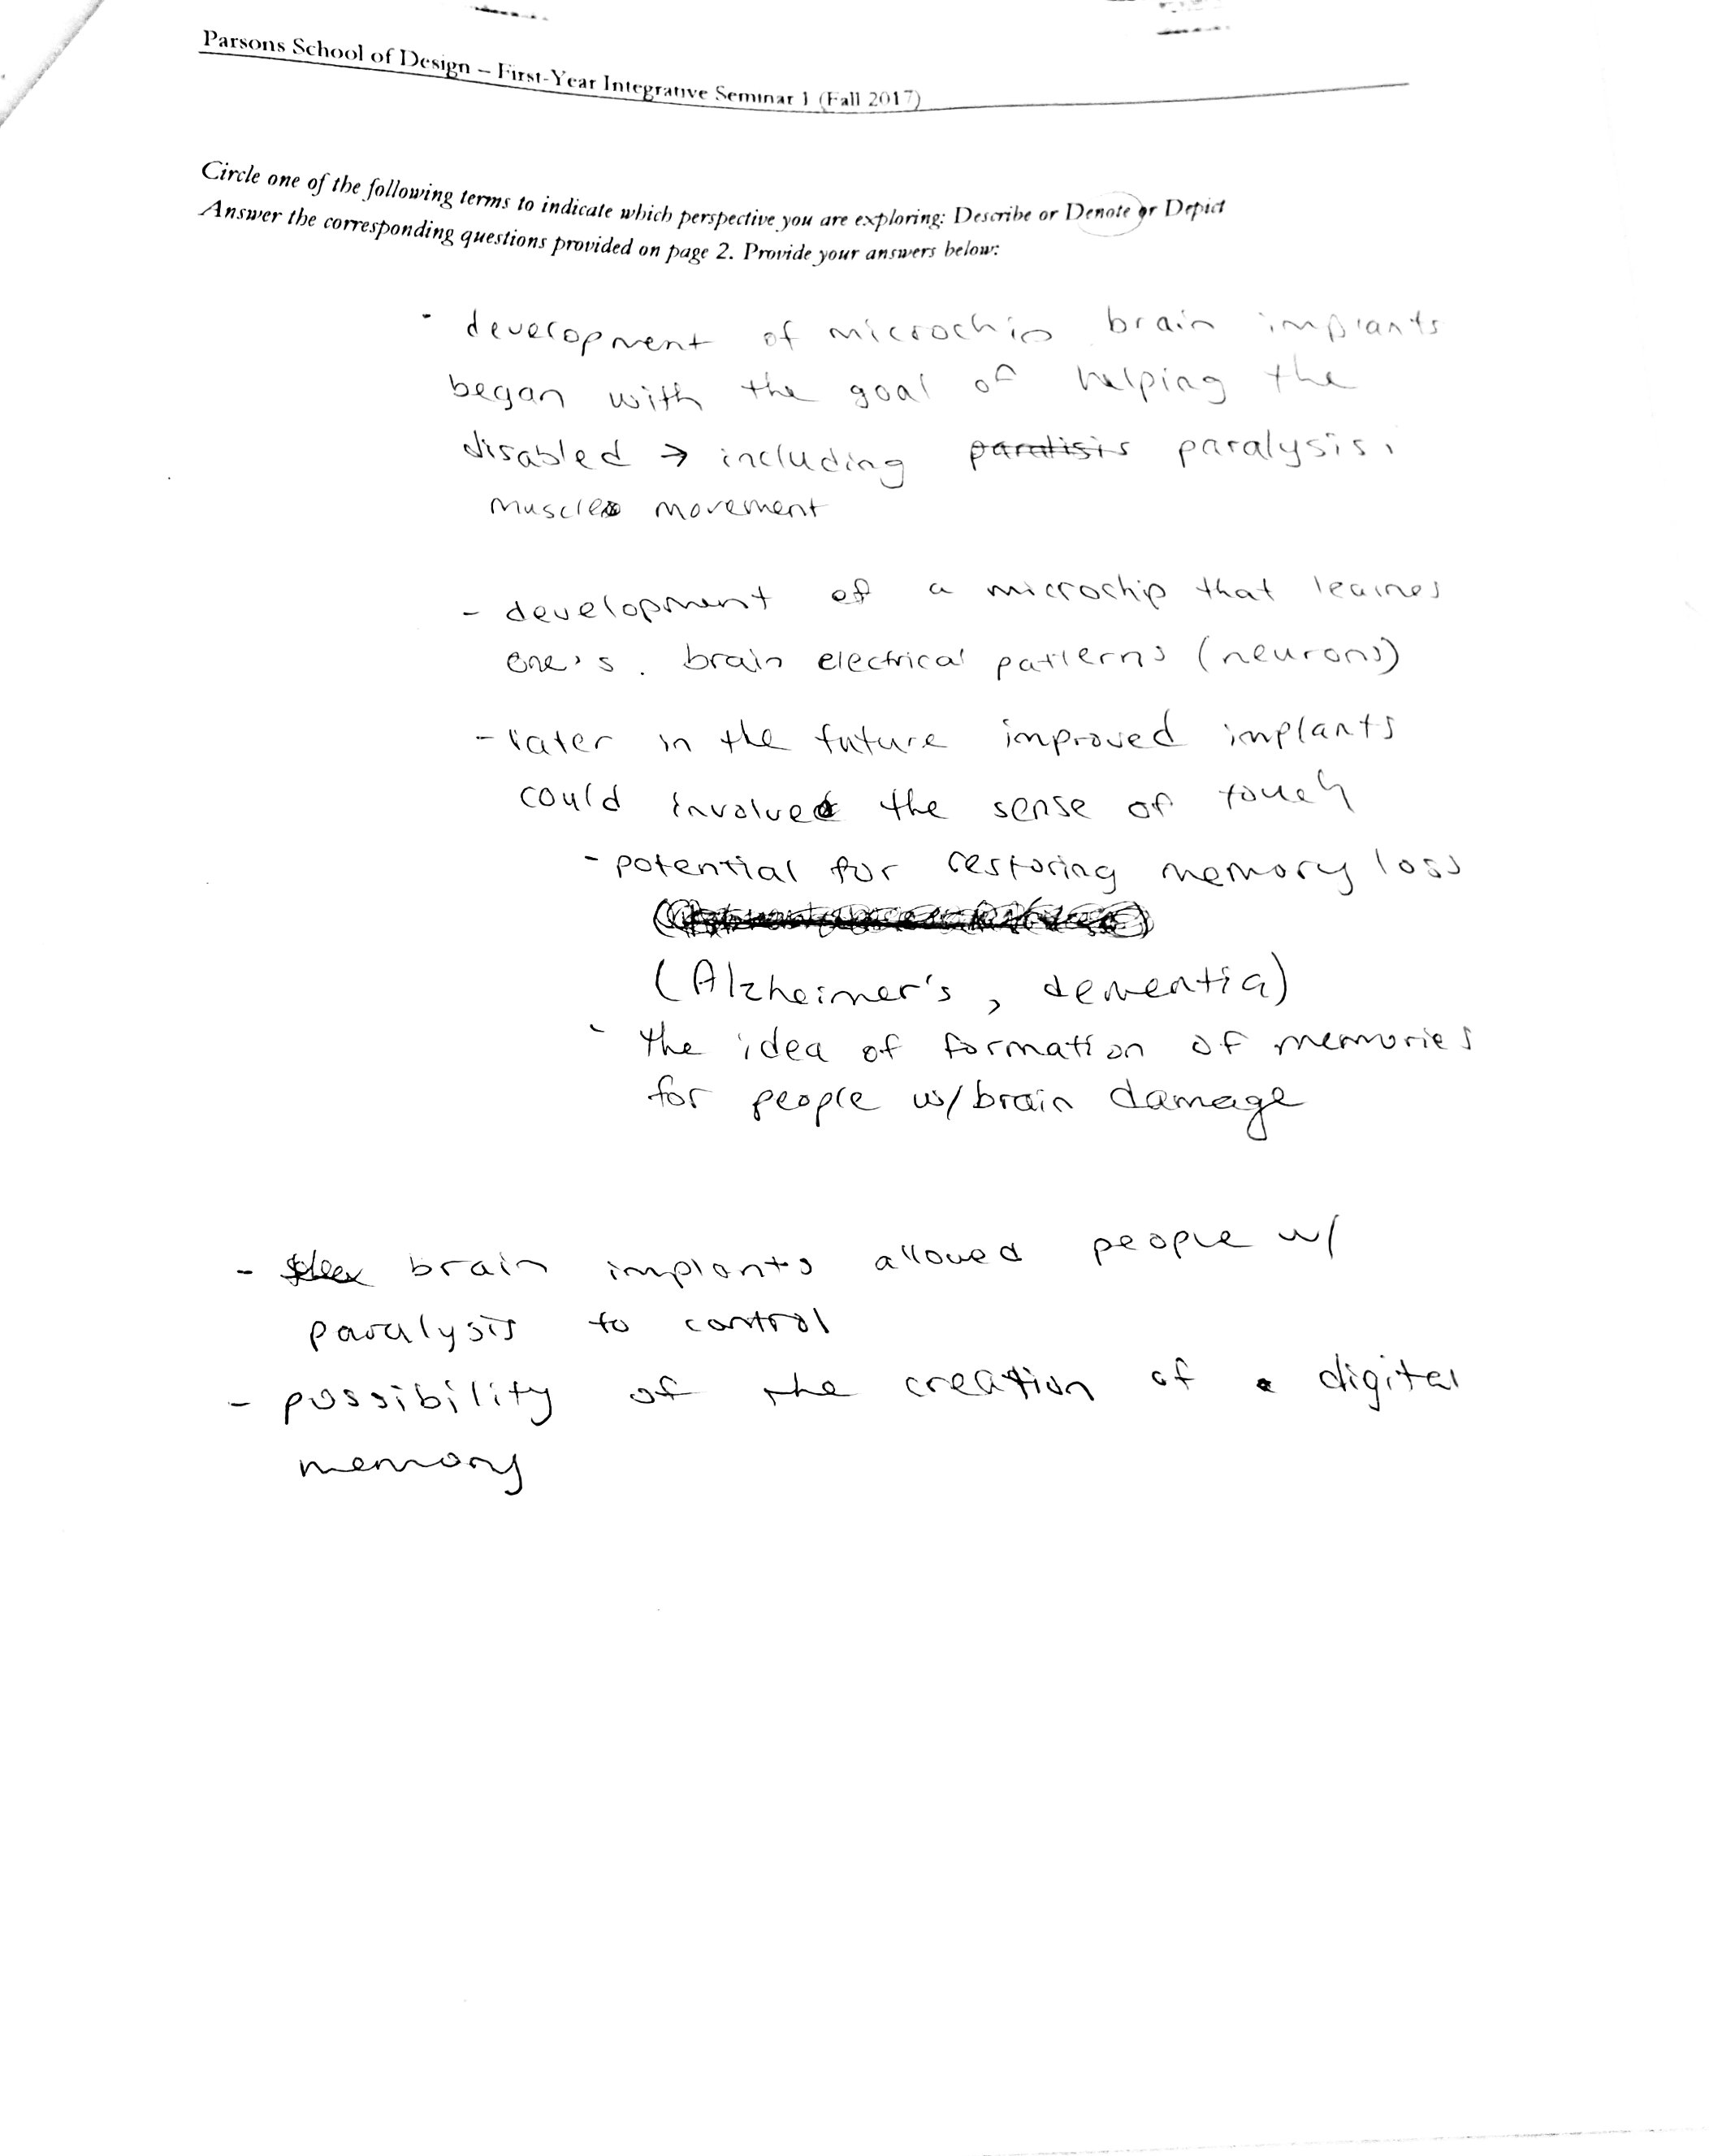 Parsons School of Design – First-Year Integrative Seminar 1 (Fall 2017)
Circle one of the following terms to indicate which perspective you are exploring: Describe or Denote or Depict
Answer the corresponding questions provided on page 2. Provide your answers below:
- development of microchip brain implants
began with the goal of helping the
disabled → including paralisis paralysis,
muscle movement
- development of a microchip that learnes
one's. brain electrical patterns (neurons)
- later in the future improved implants
could involve the sense of touch
- potential for restoring memory loss
(Alzheimer's, dementia)
- the idea of formation of memories
for people w/ brain damage
- brain implants allowed people w/
paralysis to control
- possibility of the creation of a digital
memory